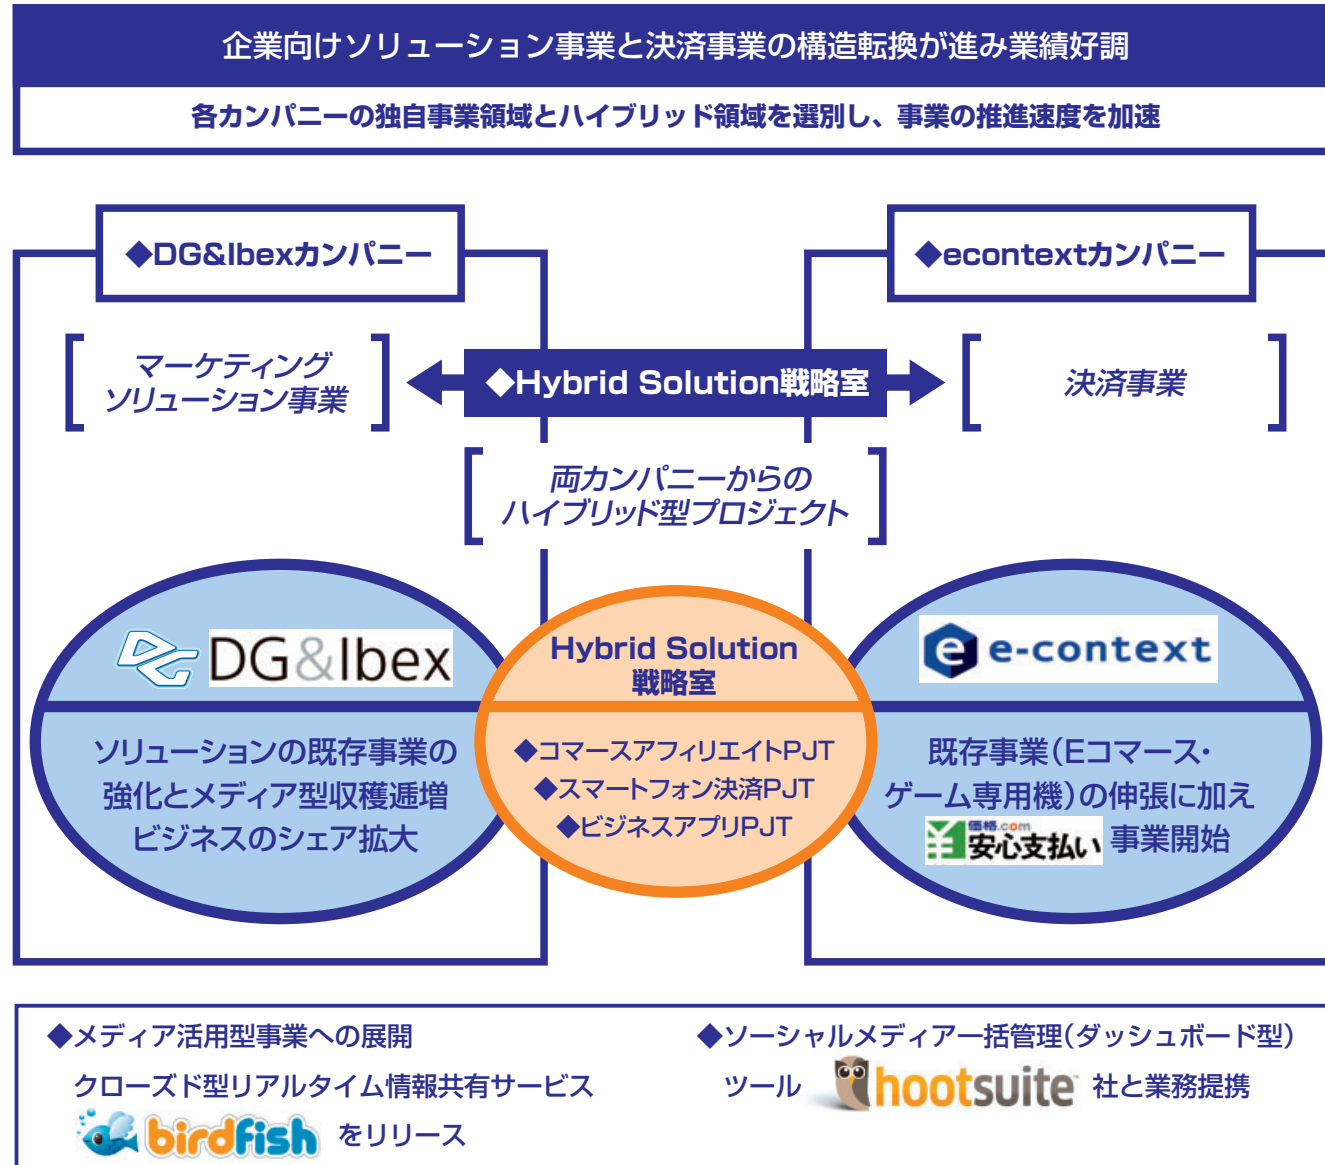 企業向けソリューション事業と決済事業の構造転換が進み業績好調
各カンパニーの独自事業領域とハイブリッド領域を選別し、事業の推進速度を加速
◆DG&Ibexカンパニー
マーケティング
ソリューション事業
◆Hybrid Solution戦略室
両カンパニーからの
ハイブリッド型プロジェクト
◆econtextカンパニー
決済事業
DG DG&Ibex
ソリューションの既存事業の
強化とメディア型収穫逓増
ビジネスのシェア拡大
Hybrid Solution
戦略室
◆コマースアフィリエイトPJT
◆スマートフォン決済PJT
◆ビジネスアプリPJT
e e-context
既存事業(Eコマース・
ゲーム専用機)の伸張に加え
価格.com
安心支払い 事業開始
◆メディア活用型事業への展開
クローズド型リアルタイム情報共有サービス
birdfish をリリース
◆ソーシャルメディア一括管理(ダッシュボード型)
ツール hootsuite 社と業務提携